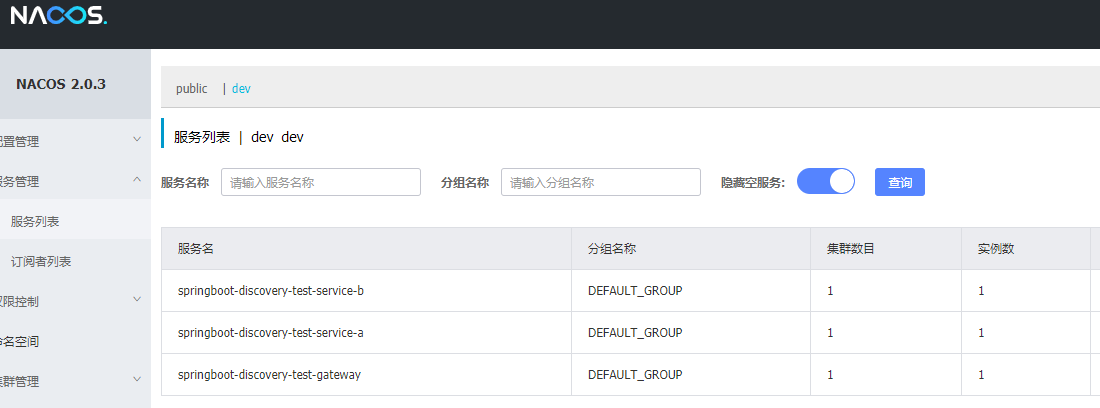 NACOS.
NACOS 2.0.3
public | dev
配置管理
服务列表 | dev dev
服务管理
服务名称 请输入服务名称 分组名称 请输入分组名称 隐藏空服务: 查询
服务列表
订阅者列表
权限控制
命名空间
集群管理
服务名 分组名称 集群数目 实例数
springboot-discovery-test-service-b DEFAULT_GROUP 1 1
springboot-discovery-test-service-a DEFAULT_GROUP 1 1
springboot-discovery-test-gateway DEFAULT_GROUP 1 1